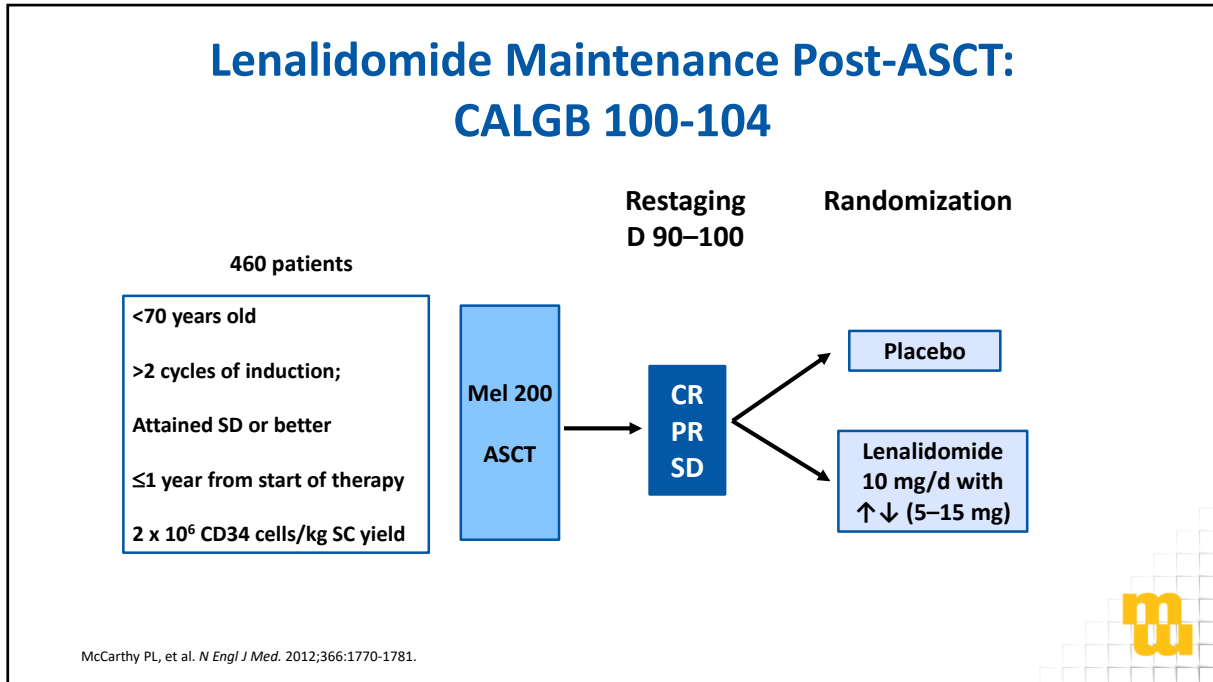 Lenalidomide Maintenance Post-ASCT:
CALGB 100-104
Restaging
D 90–100
Randomization
460 patients
<70 years old
>2 cycles of induction;
Attained SD or better
≤1 year from start of therapy
2 x 10⁶ CD34 cells/kg SC yield
Mel 200
ASCT
CR
PR
SD
Placebo
Lenalidomide
10 mg/d with
↑↓ (5–15 mg)
McCarthy PL, et al. N Engl J Med. 2012;366:1770-1781.